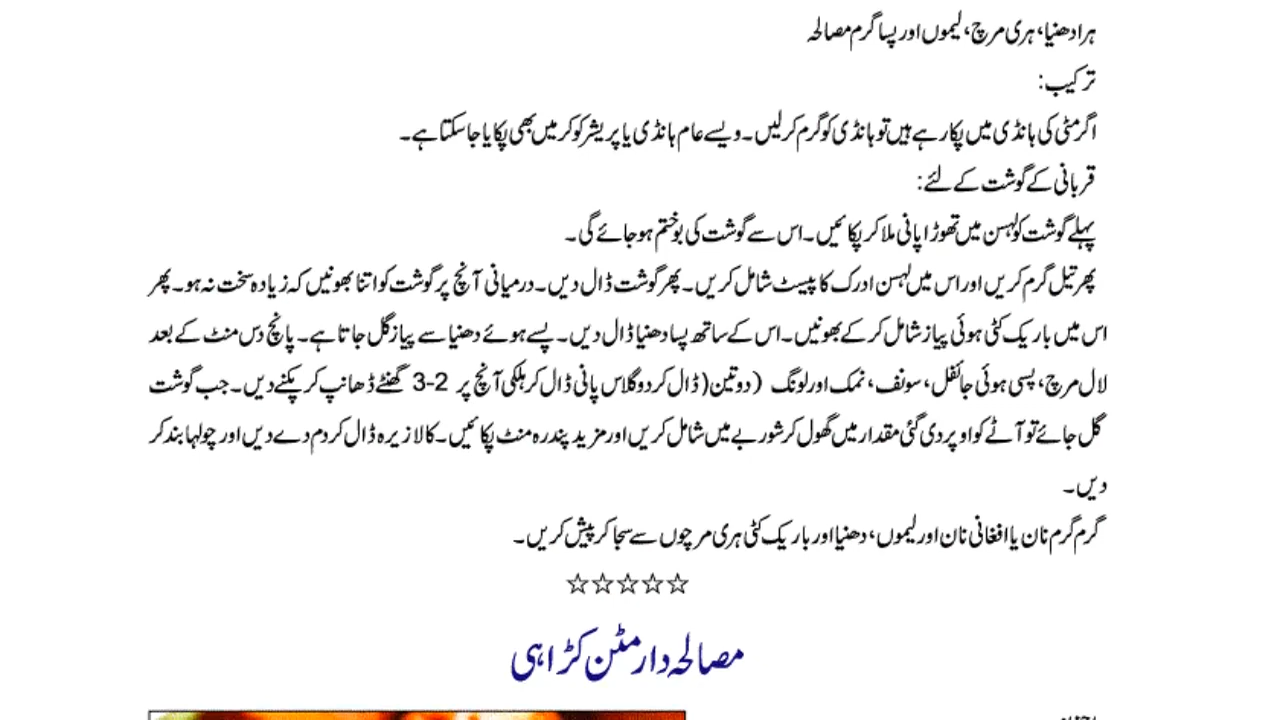 ہرا دھنیا، ہری مرچ، لیموں اور پسا گرم مصالحہ
ترکیب:
اگر مٹی کی ہانڈی میں پکا رہے ہیں تو ہانڈی کو گرم کر لیں۔ ویسے عام ہانڈی یا پریشر کوکر میں بھی پکایا جا سکتا ہے۔
قربانی کے گوشت کے لئے:
پہلے گوشت کو لہسن میں تھوڑا پانی ملا کر پکائیں۔ اس سے گوشت کی بو ختم ہو جائے گی۔
پھر تیل گرم کریں اور اس میں لہسن ادرک کا پیسٹ شامل کریں۔ پھر گوشت ڈال دیں۔ درمیانی آنچ پر گوشت کو اتنا بھونیں کہ زیادہ سخت نہ ہو۔ پھر
اس میں باریک کٹی ہوئی پیاز شامل کر کے بھونیں۔ اس کے ساتھ پسا دھنیا ڈال دیں۔ پسے ہوئے دھنیا سے پیاز گل جاتا ہے۔ پانچ دس منٹ کے بعد
لال مرچ، پسی ہوئی جائفل، سونف، نمک اور لونگ (دو تین) ڈال کر دو گلاس پانی ڈال کر ہلکی آنچ پر 2-3 گھنٹے ڈھانپ کر پکنے دیں۔ جب گوشت
گل جائے تو آٹے کو اوپر دی گئی مقدار میں گھول کر شوربے میں شامل کریں اور مزید پندرہ منٹ پکائیں۔ کالا زیرہ ڈال کر دم دے دیں اور چولہا بند کر
دیں۔
گرم گرم نان یا افغانی نان اور لیموں، دھنیا اور باریک کٹی ہری مرچوں سے سجا کر پیش کریں۔
☆☆☆☆☆
مصالحہ دار مٹن کڑاہی